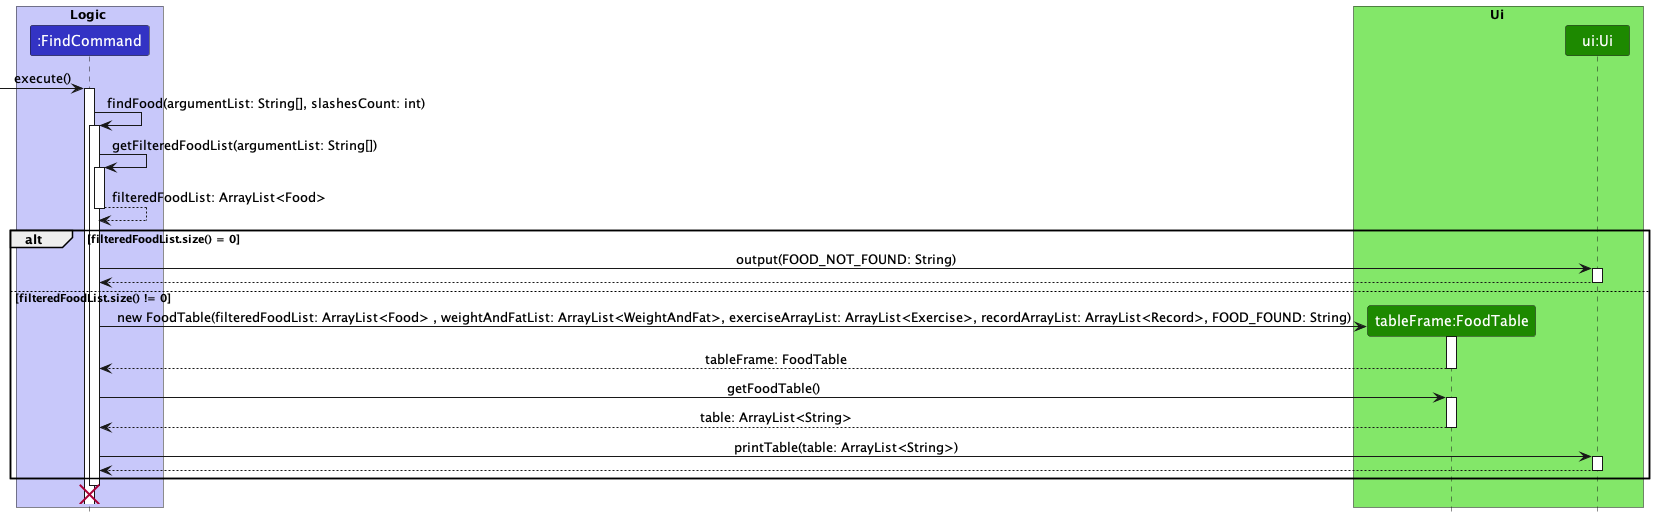 Logic
Ui
:FindCommand
ui:Ui
execute()
findFood(argumentList: String[], slashesCount: int)
getFilteredFoodList(argumentList: String[])
filteredFoodList: ArrayList<Food>
alt
[filteredFoodList.size() = 0]
output(FOOD_NOT_FOUND: String)
[filteredFoodList.size() != 0]
new FoodTable(filteredFoodList: ArrayList<Food> , weightAndFatList: ArrayList<WeightAndFat>, exerciseArrayList: ArrayList<Exercise>, recordArrayList: ArrayList<Record>, FOOD_FOUND: String)
tableFrame:FoodTable
tableFrame: FoodTable
getFoodTable()
table: ArrayList<String>
printTable(table: ArrayList<String>)